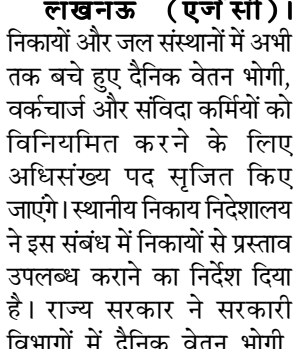 लखनऊ (एजेंसी)।
निकायों और जल संस्थानों में अभी
तक बचे हुए दैनिक वेतन भोगी,
वर्कचार्ज और संविदा कर्मियों को
विनियमित करने के लिए
अधिसंख्य पद सृजित किए
जाएंगे। स्थानीय निकाय निदेशालय
ने इस संबंध में निकायों से प्रस्ताव
उपलब्ध कराने का निर्देश दिया
है। राज्य सरकार ने सरकारी
विभागों में दैनिक वेतन भोगी,